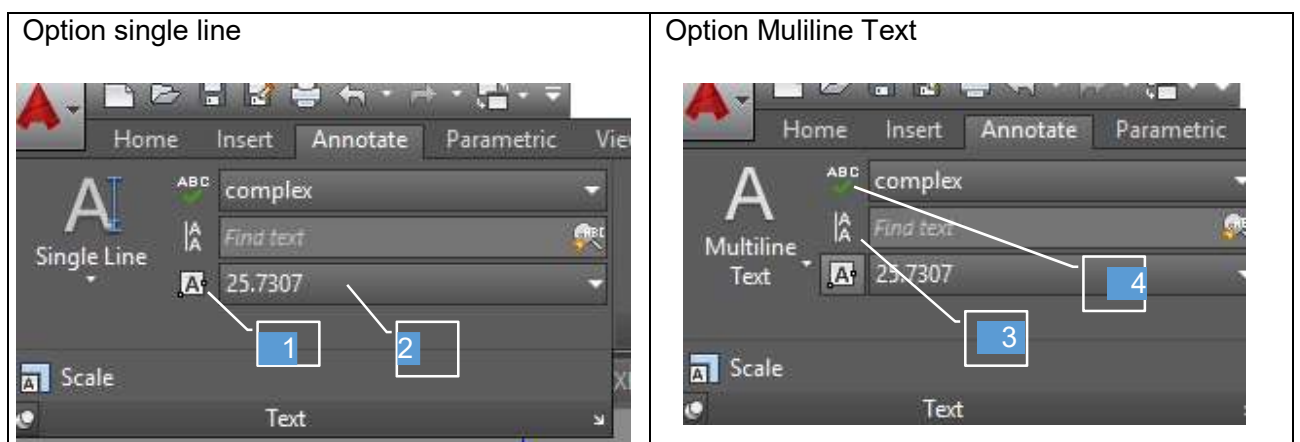 Option single line
Home Insert Annotate Parametric Vie
ABC complex
A Find text
A
Single Line
A 25.7307
1 2
A Scale
Text
Option Muliline Text
Home Insert Annotate Parametric
ABC complex
A Find text
A
Multiline
Text
A 25.7307
4
3
A Scale
Text